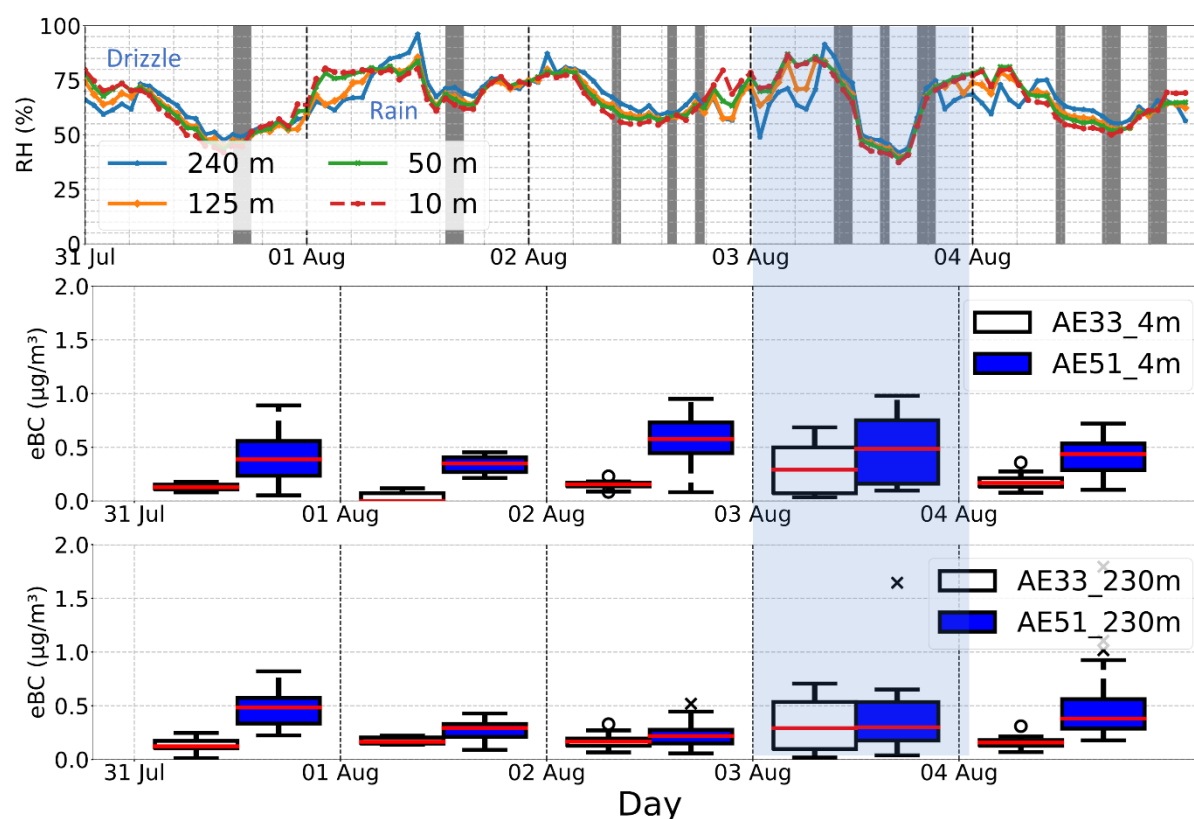 100
Drizzle
75
Rain
RH (%)
50
240 m
50 m
25
125 m
10 m
0
31 Jul
01 Aug
02 Aug
03 Aug
04 Aug
2.0
AE33_4m
1.5
AE51_4m
eBC (μg/m³)
1.0
0.5
0.0
31 Jul
01 Aug
02 Aug
03 Aug
04 Aug
2.0
AE33_230m
1.5
AE51_230m
eBC (μg/m³)
1.0
0.5
0.0
31 Jul
01 Aug
02 Aug
03 Aug
04 Aug
Day